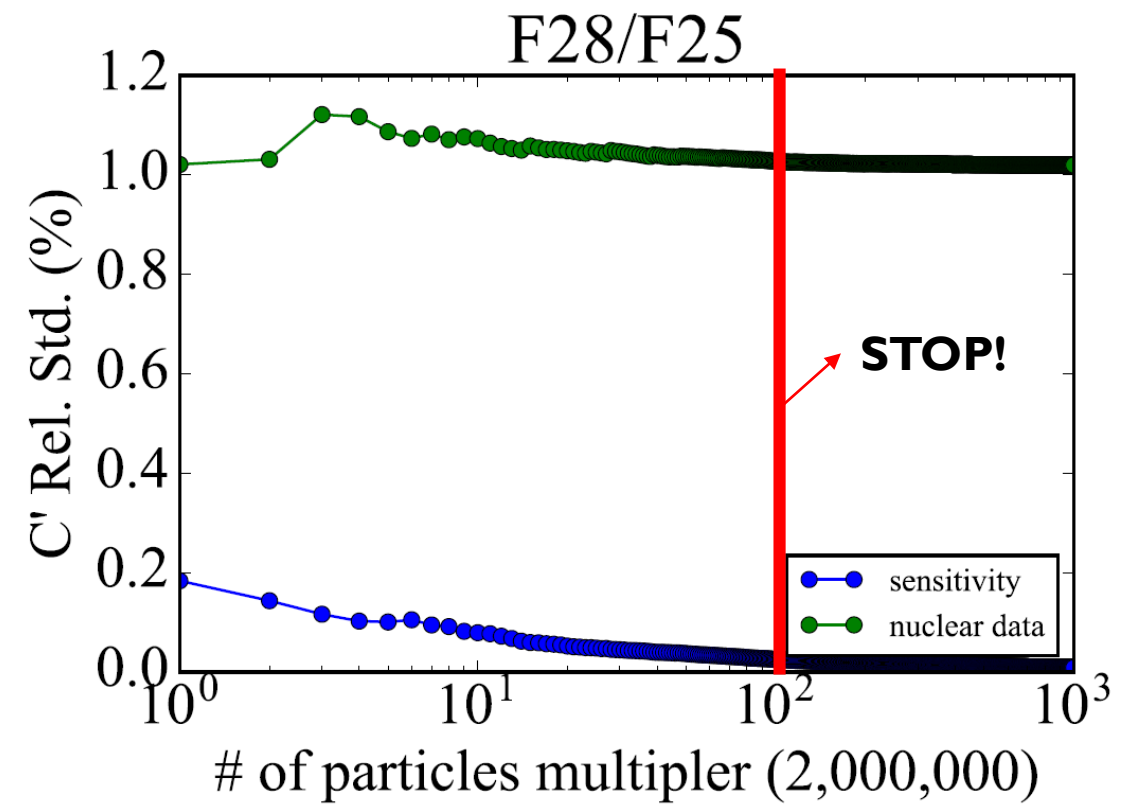 F28/F25
1.2
1.0
0.8
0.6
0.4
0.2
0.0
C' Rel. Std. (%)
STOP!
sensitivity
nuclear data
10⁰ 10¹ 10² 10³
# of particles multipler (2,000,000)